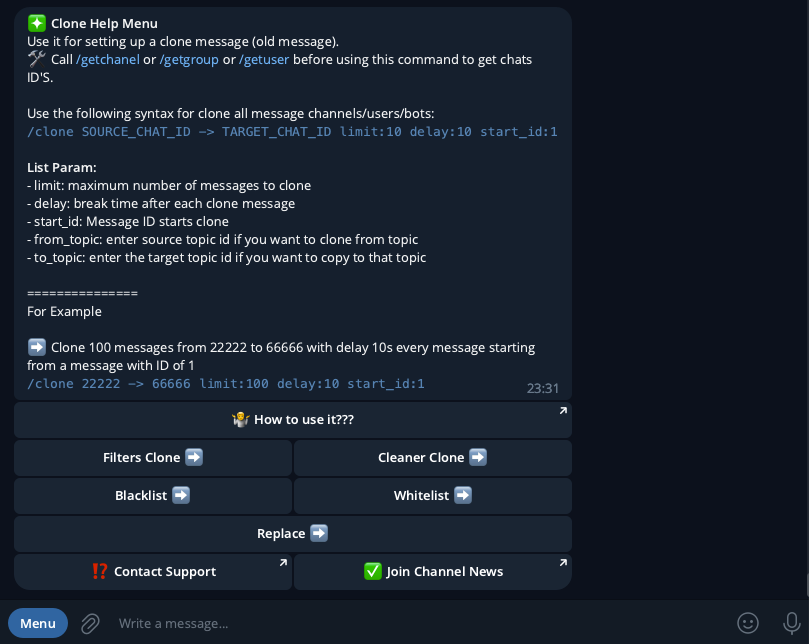 Clone Help Menu
Use it for setting up a clone message (old message).
🛠 Call /getchanel or /getgroup or /getuser before using this command to get chats
ID'S.
Use the following syntax for clone all message channels/users/bots:
/clone SOURCE_CHAT_ID —> TARGET_CHAT_ID limit:10 delay:10 start_id:1
List Param:
- limit: maximum number of messages to clone
- delay: break time after each clone message
- start_id: Message ID starts clone
- from_topic: enter source topic id if you want to clone from topic
- to_topic: enter the target topic id if you want to copy to that topic
===============
For Example
➡️ Clone 100 messages from 22222 to 66666 with delay 10s every message starting
from a message with ID of 1
/clone 22222 —> 66666 limit:100 delay:10 start_id:1
23:31
🤷 How to use it???
Filters Clone ➡️
Cleaner Clone ➡️
Blacklist ➡️
Whitelist ➡️
Replace ➡️
⁉️ Contact Support
✅ Join Channel News
Menu
Write a message...